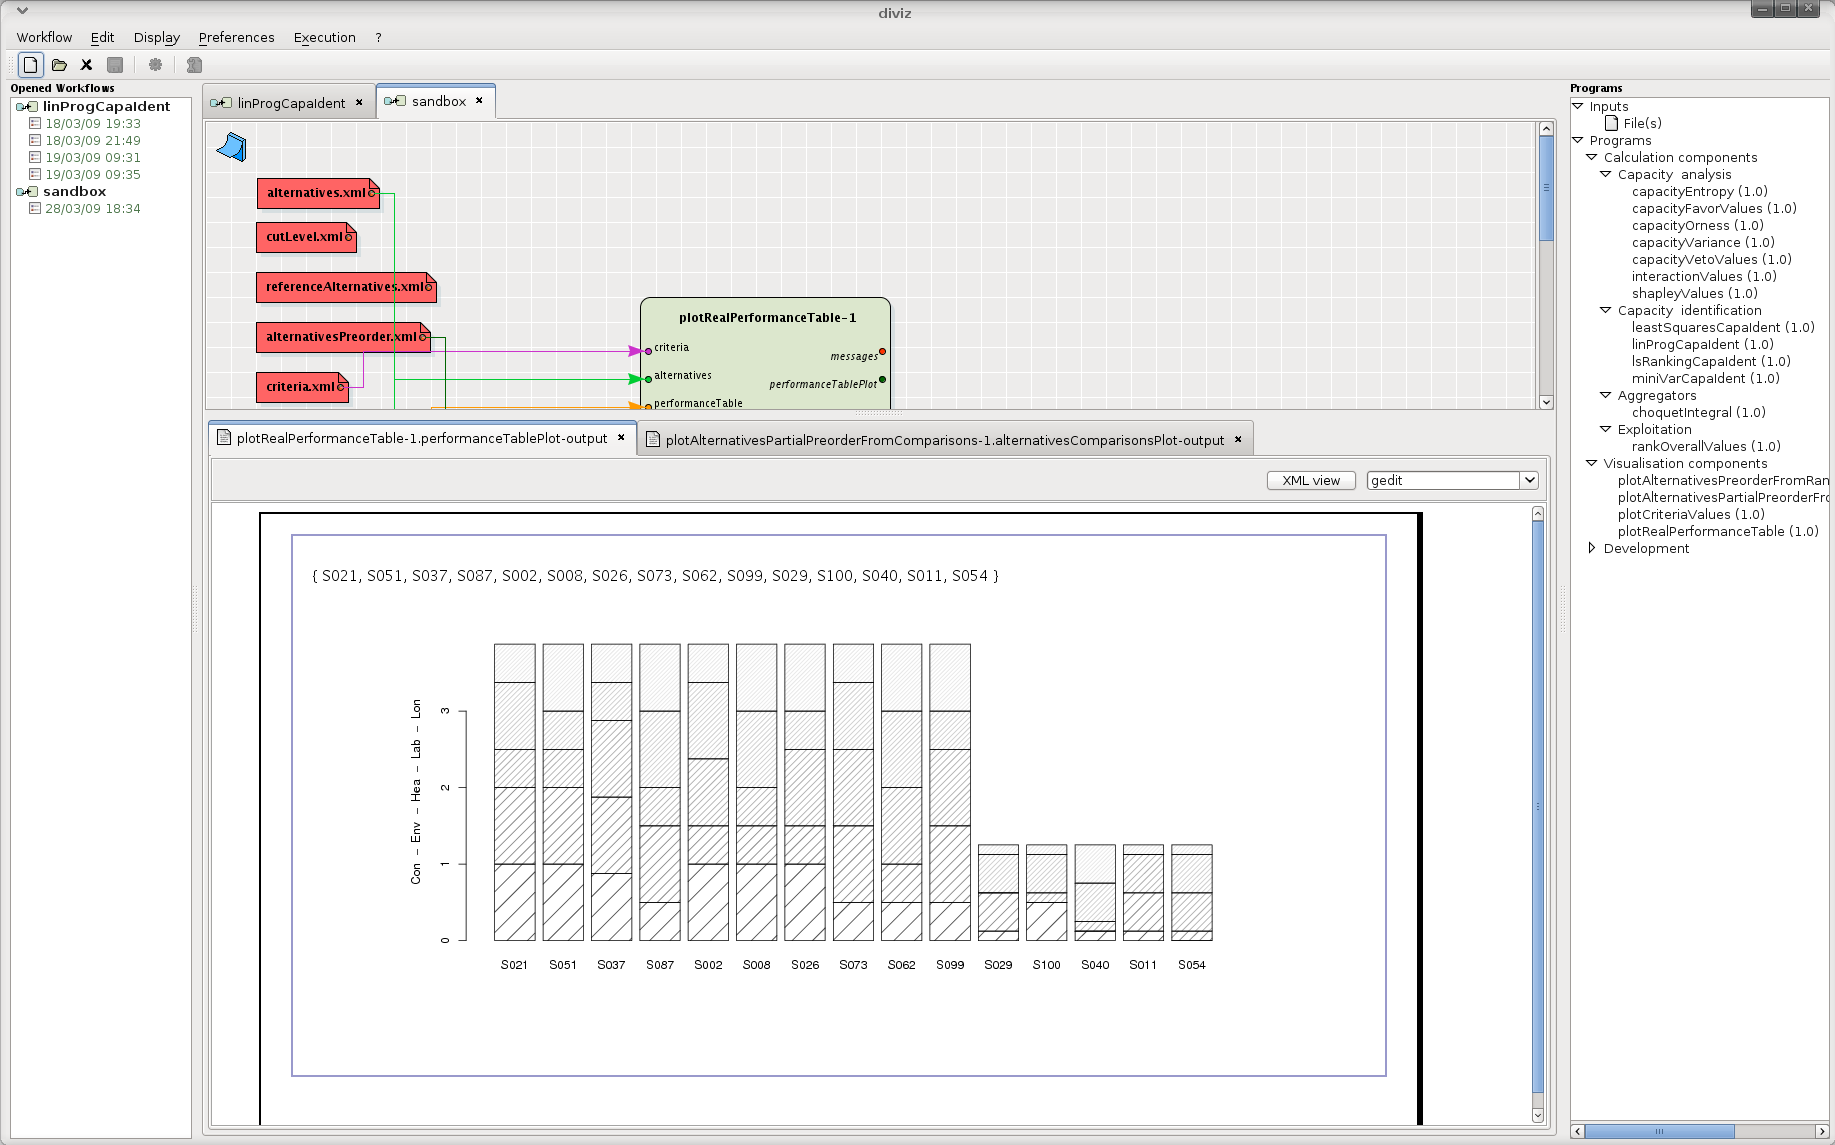 diviz
Workflow Edit Display Preferences Execution ?
Opened Workflows
linProgCapaIdent
18/03/09 19:33
18/03/09 21:49
19/03/09 09:31
19/03/09 09:35
sandbox
28/03/09 18:34
linProgCapaIdent
sandbox
alternatives.xml
cutLevel.xml
referenceAlternatives.xml
alternativesPreorder.xml
criteria.xml
plotRealPerformanceTable-1
criteria
messages
alternatives
performanceTablePlot
performanceTable
plotRealPerformanceTable-1.performanceTablePlot-output
plotAlternativesPartialPreorderFromComparisons-1.alternativesComparisonsPlot-output
XML view
gedit
{ S021, S051, S037, S087, S002, S008, S026, S073, S062, S099, S029, S100, S040, S011, S054 }
Con - Env - Hea - Lab - Lon
3
2
1
0
S021 S051 S037 S087 S002 S008 S026 S073 S062 S099 S029 S100 S040 S011 S054
Programs
Inputs
File(s)
Programs
Calculation components
Capacity analysis
capacityEntropy (1.0)
capacityFavorValues (1.0)
capacityOrness (1.0)
capacityVariance (1.0)
capacityVetoValues (1.0)
interactionValues (1.0)
shapleyValues (1.0)
Capacity identification
leastSquaresCapaIdent (1.0)
linProgCapaIdent (1.0)
lsRankingCapaIdent (1.0)
miniVarCapaIdent (1.0)
Aggregators
choquetIntegral (1.0)
Exploitation
rankOverallValues (1.0)
Visualisation components
plotAlternativesPreorderFromRan
plotAlternativesPartialPreorderFro
plotCriteriaValues (1.0)
plotRealPerformanceTable (1.0)
Development